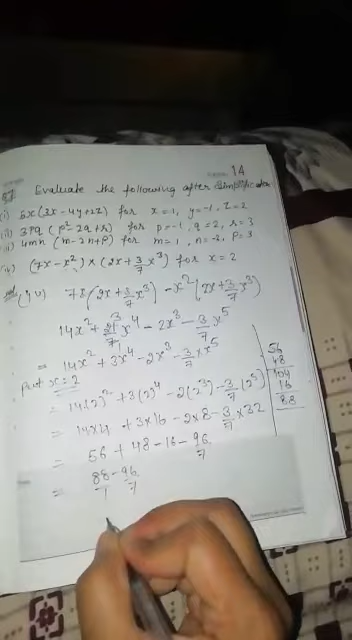 14
Q7. Evaluate the following after simplification
(i) 5x(3x-4y+2z) for x=1, y=-1, z=2
(ii) 3pq (p²-2q+r) for p=-1, q=2, r=3
(iii) 4mn (m-2n+p) for m=1, n=-2, p=3
(iv) (7x-x²) × (2x+3/7 x³) for x=2
(iv) 7x(2x+3/7 x³) -x²(2x+3/7 x³)
14x²+21/7 x⁴ -2x³-3/7 x⁵
= 14x²+3x⁴-2x³-3/7 × x⁵
put x=2
= 14(2)²+3(2)⁴-2(2³)-3/7(2⁵)
= 14×4+3×16-2×8-3/7×32
= 56+48-16-96/7
= 88/1-96/7
56
48
104
16
88